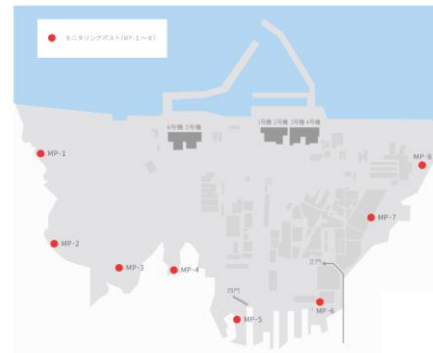 モニタリングポスト(MP-1～8)
6号機 5号機
1号機 2号機 3号機 4号機
MP-1
MP-8
MP-7
MP-2
正門
MP-3
MP-4
西門
MP-6
MP-5